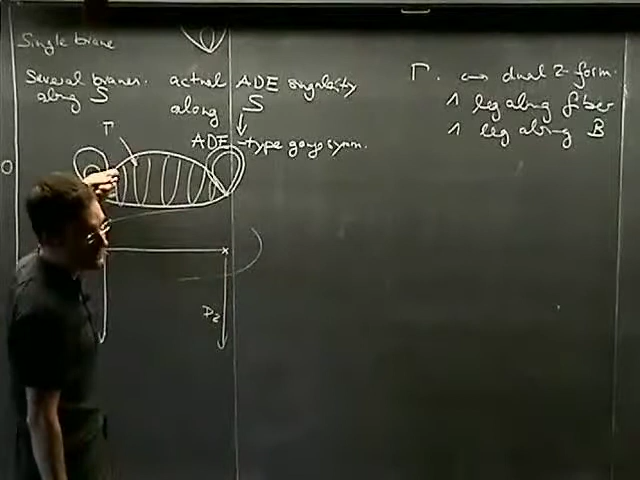 Single brane
Several branes. actual ADE singularity
along S along S
ADE-type gauge symm.
Γ
D₂
Γ. ↔ dual 2-form.
1 leg along fiber
1 leg along B